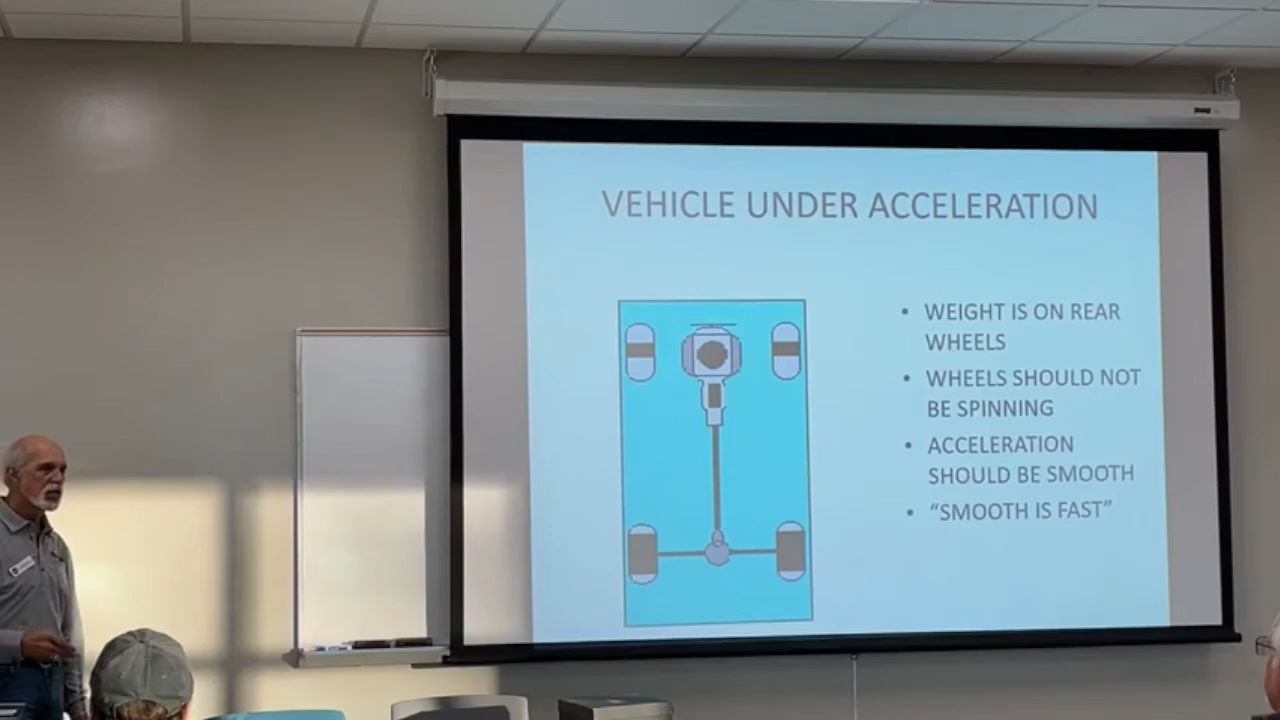 VEHICLE UNDER ACCELERATION
• WEIGHT IS ON REAR
WHEELS
• WHEELS SHOULD NOT
BE SPINNING
• ACCELERATION
SHOULD BE SMOOTH
• “SMOOTH IS FAST”